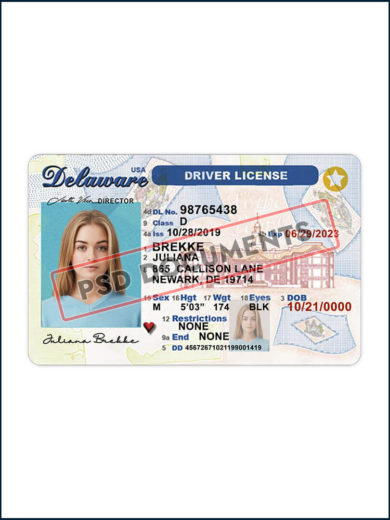 Delaware USA DRIVER LICENSE
DIRECTOR
4d DL No. 98765438
9 Class D
4a Iss 10/28/2019 4b Exp 06/29/2023
1 BREKKE
2 JULIANA
865 CALLISON LANE
NEWARK, DE 19714
15 Sex 16 Hgt 17 Wgt 18 Eyes 3 DOB
M 5'03" 174 BLK 10/21/0000
12 Restrictions
NONE
9a End NONE
5 DD 45672671021199001419
Juliana Brekke
PSD DOCUMENTS